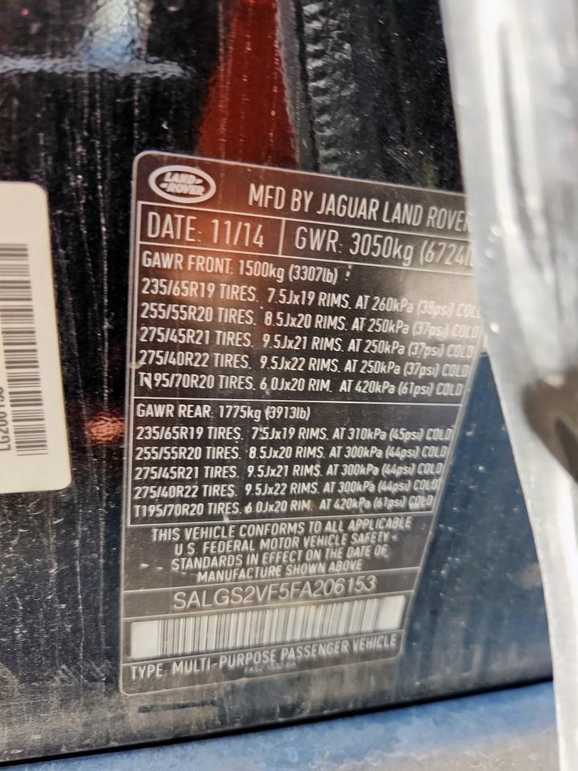 LAND-
ROVER
MFD BY JAGUAR LAND ROVER
DATE: 11/14 GWR: 3050kg (6724lb
GAWR FRONT: 1500kg (3307lb)
235/65R19 TIRES. 7.5Jx19 RIMS. AT 260kPa (38psi) COLD
255/55R20 TIRES. 8.5Jx20 RIMS. AT 250kPa (37psi) COLD
275/45R21 TIRES. 9.5Jx21 RIMS. AT 250kPa (37psi) COLD
275/40R22 TIRES. 9.5Jx22 RIMS. AT 250kPa (37psi) COLD
T195/70R20 TIRES. 6.0Jx20 RIM. AT 420kPa (61psi) COLD
GAWR REAR: 1775kg (3913lb)
235/65R19 TIRES. 7.5Jx19 RIMS. AT 310kPa (45psi) COLD
255/55R20 TIRES. 8.5Jx20 RIMS. AT 300kPa (44psi) COLD
275/45R21 TIRES. 9.5Jx21 RIMS. AT 300kPa (44psi) COLD
275/40R22 TIRES. 9.5Jx22 RIMS. AT 300kPa (44psi) COLD
T195/70R20 TIRES. 6.0Jx20 RIM. AT 420kPa (61psi) COLD
THIS VEHICLE CONFORMS TO ALL APPLICABLE
U.S. FEDERAL MOTOR VEHICLE SAFETY
STANDARDS IN EFFECT ON THE DATE OF
MANUFACTURE SHOWN ABOVE
SALGS2VF5FA206153
TYPE: MULTI-PURPOSE PASSENGER VEHICLE